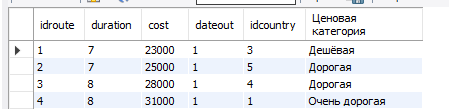 idroute duration cost dateout idcountry Ценовая категория
1 7 23000 1 3 Дешёвая
2 7 25000 1 5 Дорогая
3 8 28000 1 4 Дорогая
4 8 31000 1 1 Очень дорогая